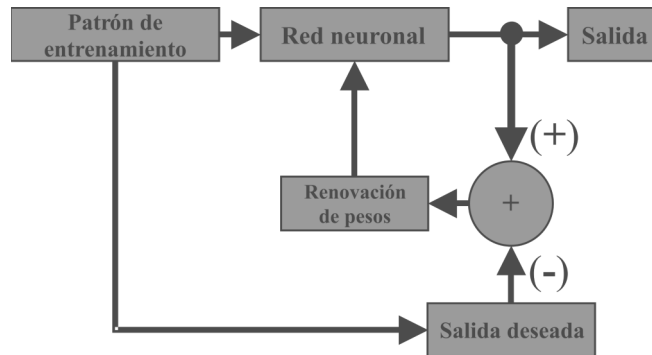 Patrón de
entrenamiento
Red neuronal
Salida
(+)
Renovación
de pesos
+
(-)
Salida deseada